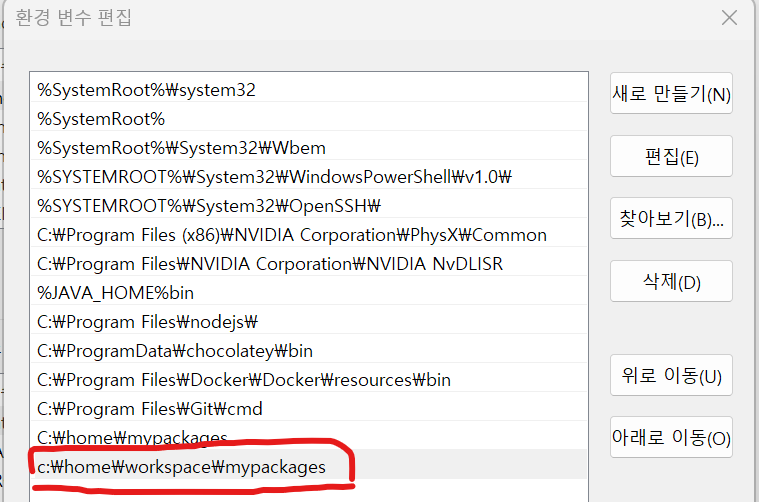 환경 변수 편집
%SystemRoot%₩system32
%SystemRoot%
%SystemRoot%₩System32₩Wbem
%SYSTEMROOT%₩System32₩WindowsPowerShell₩v1.0₩
%SYSTEMROOT%₩System32₩OpenSSH₩
C:₩Program Files (x86)₩NVIDIA Corporation₩PhysX₩Common
C:₩Program Files₩NVIDIA Corporation₩NVIDIA NvDLISR
%JAVA_HOME%bin
C:₩Program Files₩nodejs₩
C:₩ProgramData₩chocolatey₩bin
C:₩Program Files₩Docker₩Docker₩resources₩bin
C:₩Program Files₩Git₩cmd
C:₩home₩mypackages
c:₩home₩workspace₩mypackages
새로 만들기(N)
편집(E)
찾아보기(B)...
삭제(D)
위로 이동(U)
아래로 이동(O)